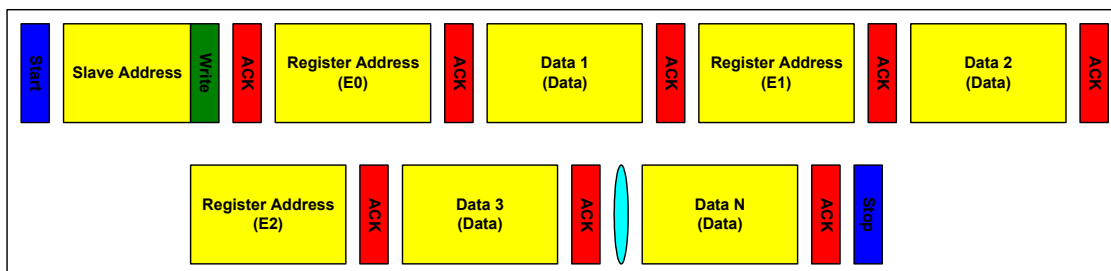 Start
Slave Address
Write
ACK
Register Address
(E0)
ACK
Data 1
(Data)
ACK
Register Address
(E1)
ACK
Data 2
(Data)
ACK
Register Address
(E2)
ACK
Data 3
(Data)
ACK
Data N
(Data)
ACK
Stop